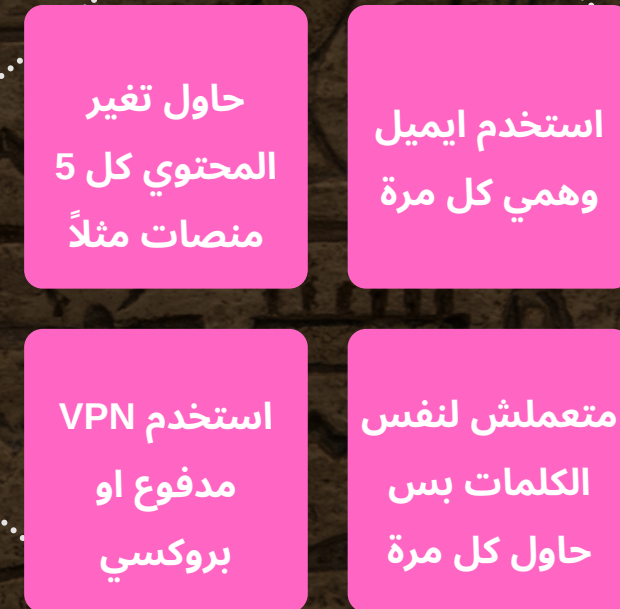 استخدم ايميل
وهمي كل مرة
حاول تغير
المحتوي كل 5
منصات مثلاً
متعملش لنفس
الكلمات بس
حاول كل مرة
استخدم VPN
مدفوع او
بروكسي